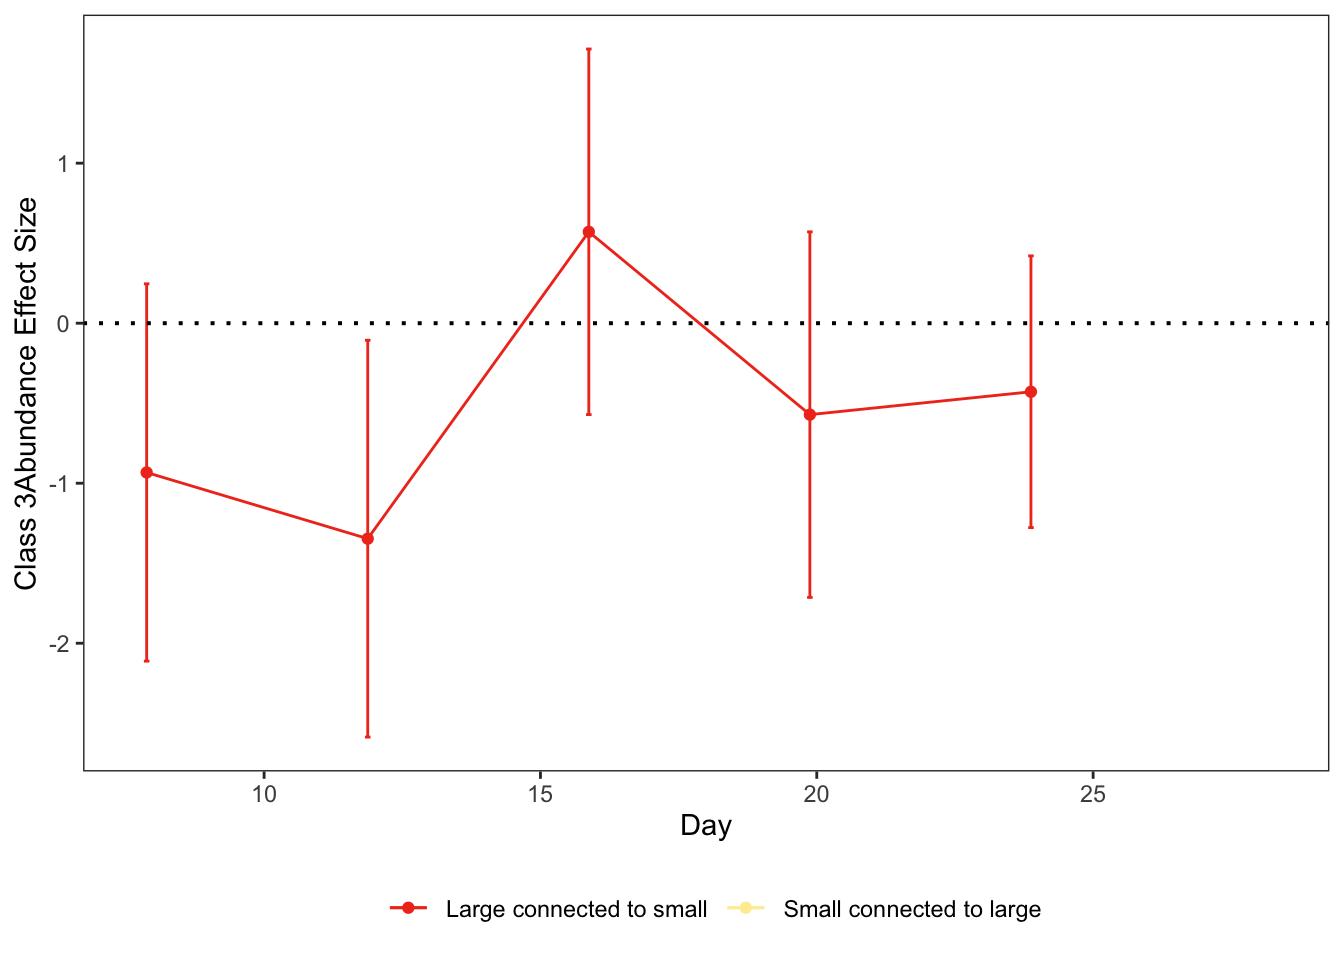 Class 3Abundance Effect Size
1
0
-1
-2
10 15 20 25
Day
Large connected to small Small connected to large